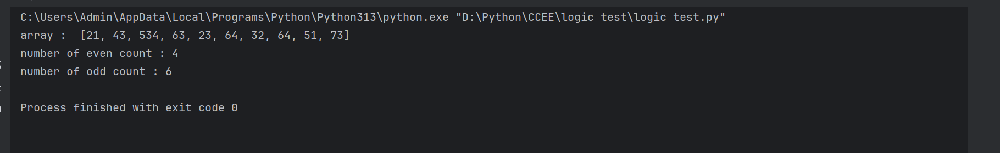 C:\Users\Admin\AppData\Local\Programs\Python\Python313\python.exe "D:\Python\CCEE\logic test\logic test.py"
array :  [21, 43, 534, 63, 23, 64, 32, 64, 51, 73]
number of even count : 4
number of odd count : 6
Process finished with exit code 0